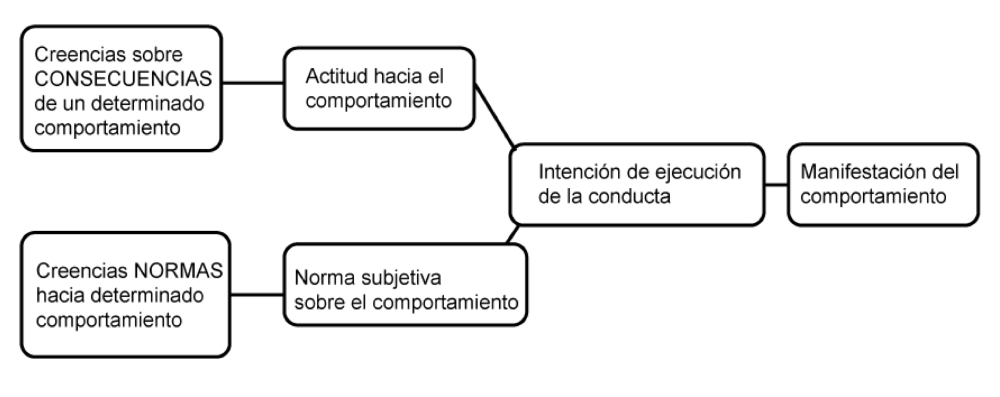 Creencias sobre
CONSECUENCIAS
de un determinado
comportamiento
Actitud hacia el
comportamiento
Intención de ejecución
de la conducta
Manifestación del
comportamiento
Creencias NORMAS
hacia determinado
comportamiento
Norma subjetiva
sobre el comportamiento